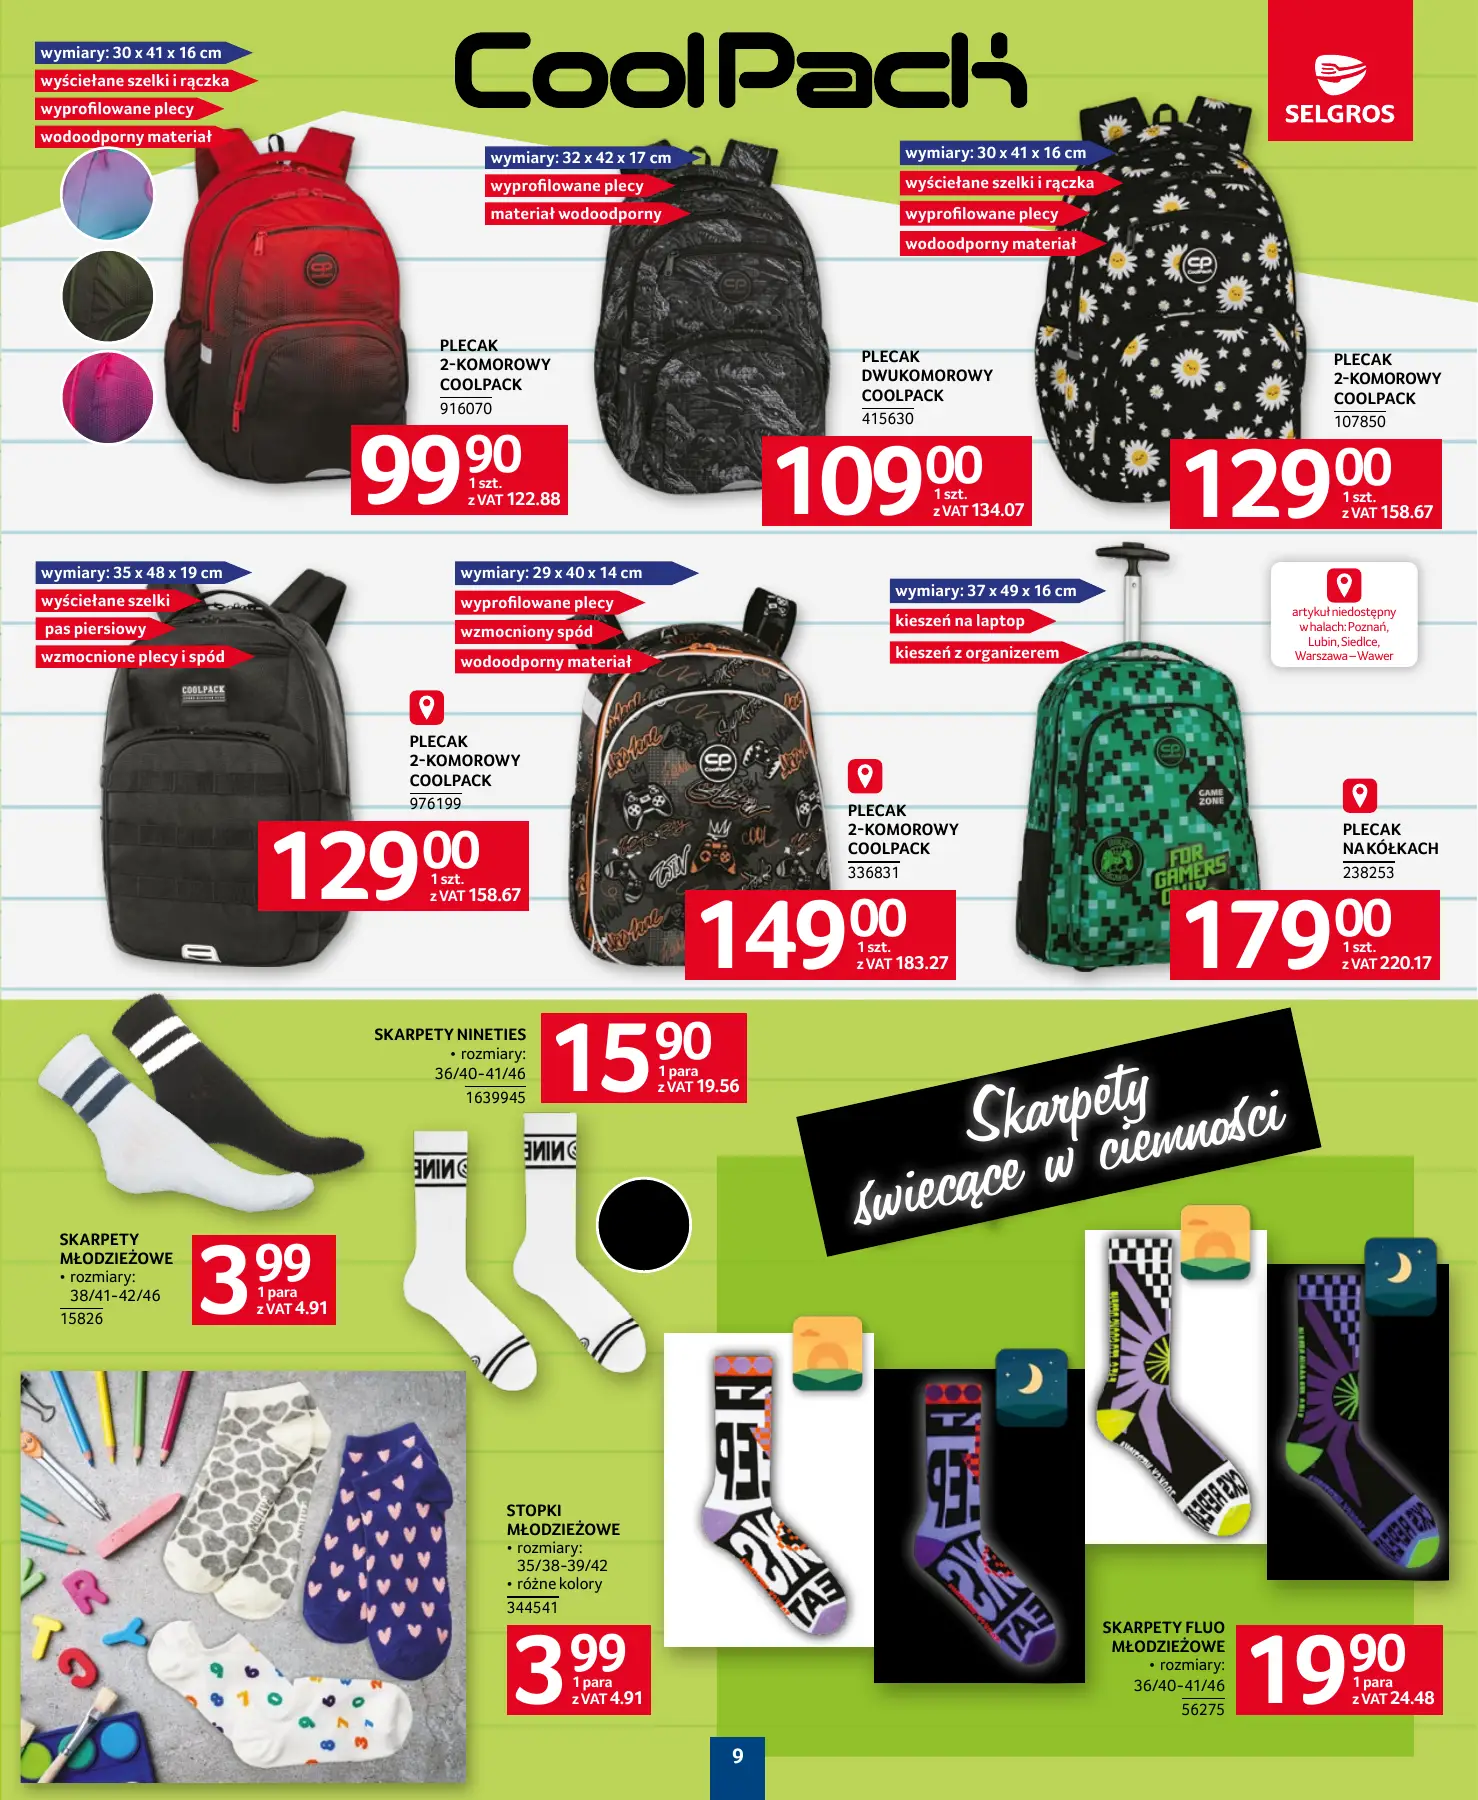 CoolPack
SELGROS
wymiary: 30 x 41 x 16 cm
wyściełane szelki i rączka
wyprofilowane plecy
wodoodporny materiał
PLECAK
2-KOMOROWY
COOLPACK
916070
99 90
1 szt.
z VAT 122.88
wymiary: 32 x 42 x 17 cm
wyprofilowane plecy
materiał wodoodporny
PLECAK
DWUKOMOROWY
COOLPACK
415630
109 00
1 szt.
z VAT 134.07
wymiary: 30 x 41 x 16 cm
wyściełane szelki i rączka
wyprofilowane plecy
wodoodporny materiał
CP
CoolPack
PLECAK
2-KOMOROWY
COOLPACK
107850
129 00
1 szt.
z VAT 158.67
wymiary: 35 x 48 x 19 cm
wyściełane szelki
pas piersiowy
wzmocnione plecy i spód
COOLPACK
PLECAK
2-KOMOROWY
COOLPACK
976199
129 00
1 szt.
z VAT 158.67
wymiary: 29 x 40 x 14 cm
wyprofilowane plecy
wzmocniony spód
wodoodporny materiał
CP
CoolPack
PLECAK
2-KOMOROWY
COOLPACK
336831
149 00
1 szt.
z VAT 183.27
wymiary: 37 x 49 x 16 cm
kieszeń na laptop
kieszeń z organizerem
GAME
ZONE
FOR
GAMERS
ONLY
artykuł niedostępny
w halach: Poznań,
Lubin, Siedlce,
Warszawa – Wawer
PLECAK
NA KÓŁKACH
238253
179 00
1 szt.
z VAT 220.17
SKARPETY NINETIES
• rozmiary:
36/40-41/46
1639945
15 90
1 para
z VAT 19.56
SKARPETY
MŁODZIEŻOWE
• rozmiary:
38/41-42/46
15826
3 99
1 para
z VAT 4.91
Skarpety
świecące w ciemności
STOPKI
MŁODZIEŻOWE
• rozmiary:
35/38-39/42
• różne kolory
344541
3 99
1 para
z VAT 4.91
SKARPETY FLUO
MŁODZIEŻOWE
• rozmiary:
36/40-41/46
56275
19 90
1 para
z VAT 24.48
9